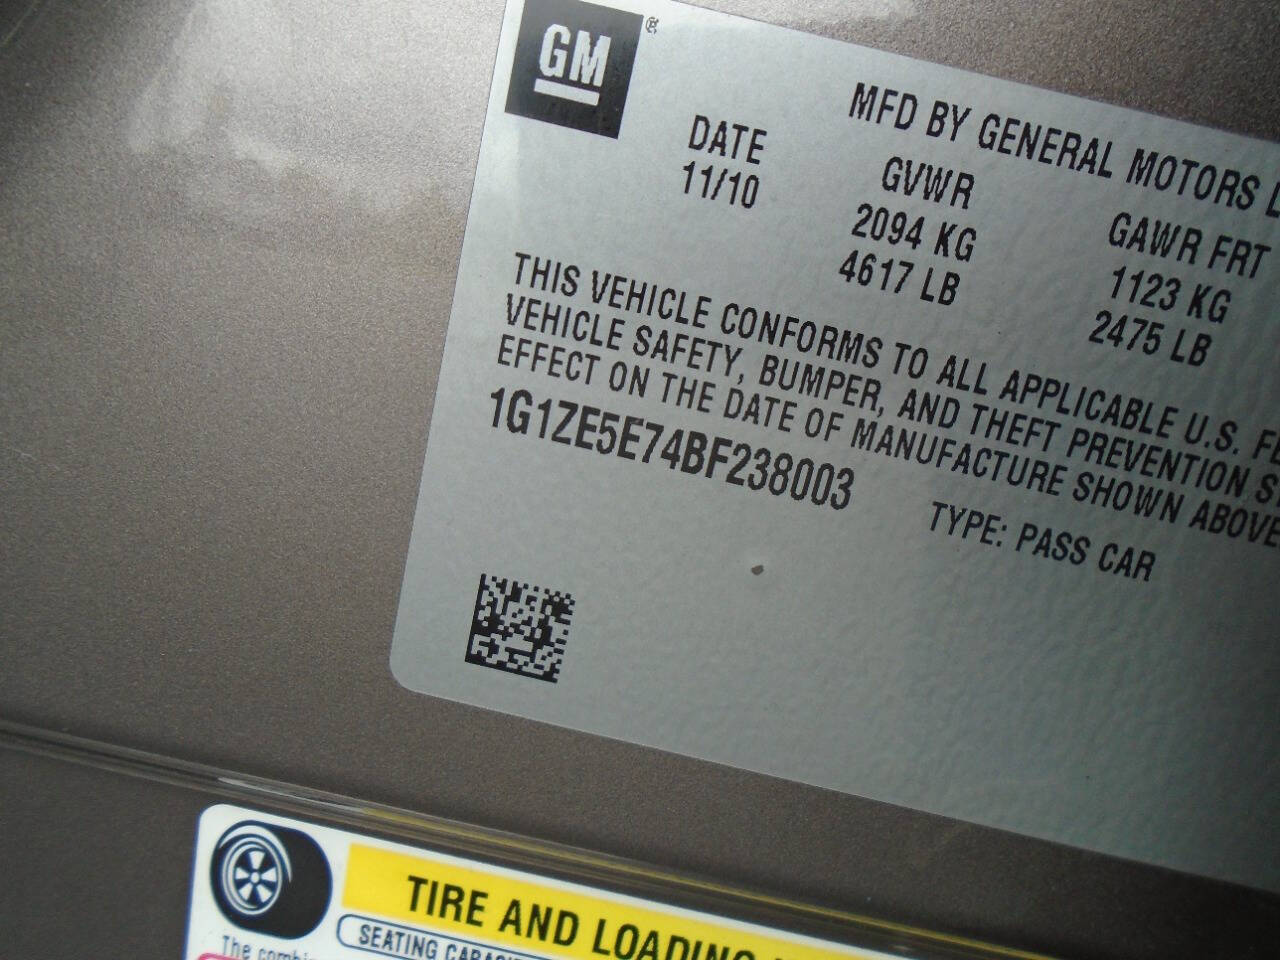 GM
MFD BY GENERAL MOTORS
DATE GVWR GAWR FRT
11/10 2094 KG 1123 KG
4617 LB 2475 LB
THIS VEHICLE CONFORMS TO ALL APPLICABLE U.S.
VEHICLE SAFETY, BUMPER, AND THEFT PREVENTION
EFFECT ON THE DATE OF MANUFACTURE SHOWN ABOVE
1G1ZE5E74BF238003 TYPE: PASS CAR
TIRE AND LOADING
SEATING
The